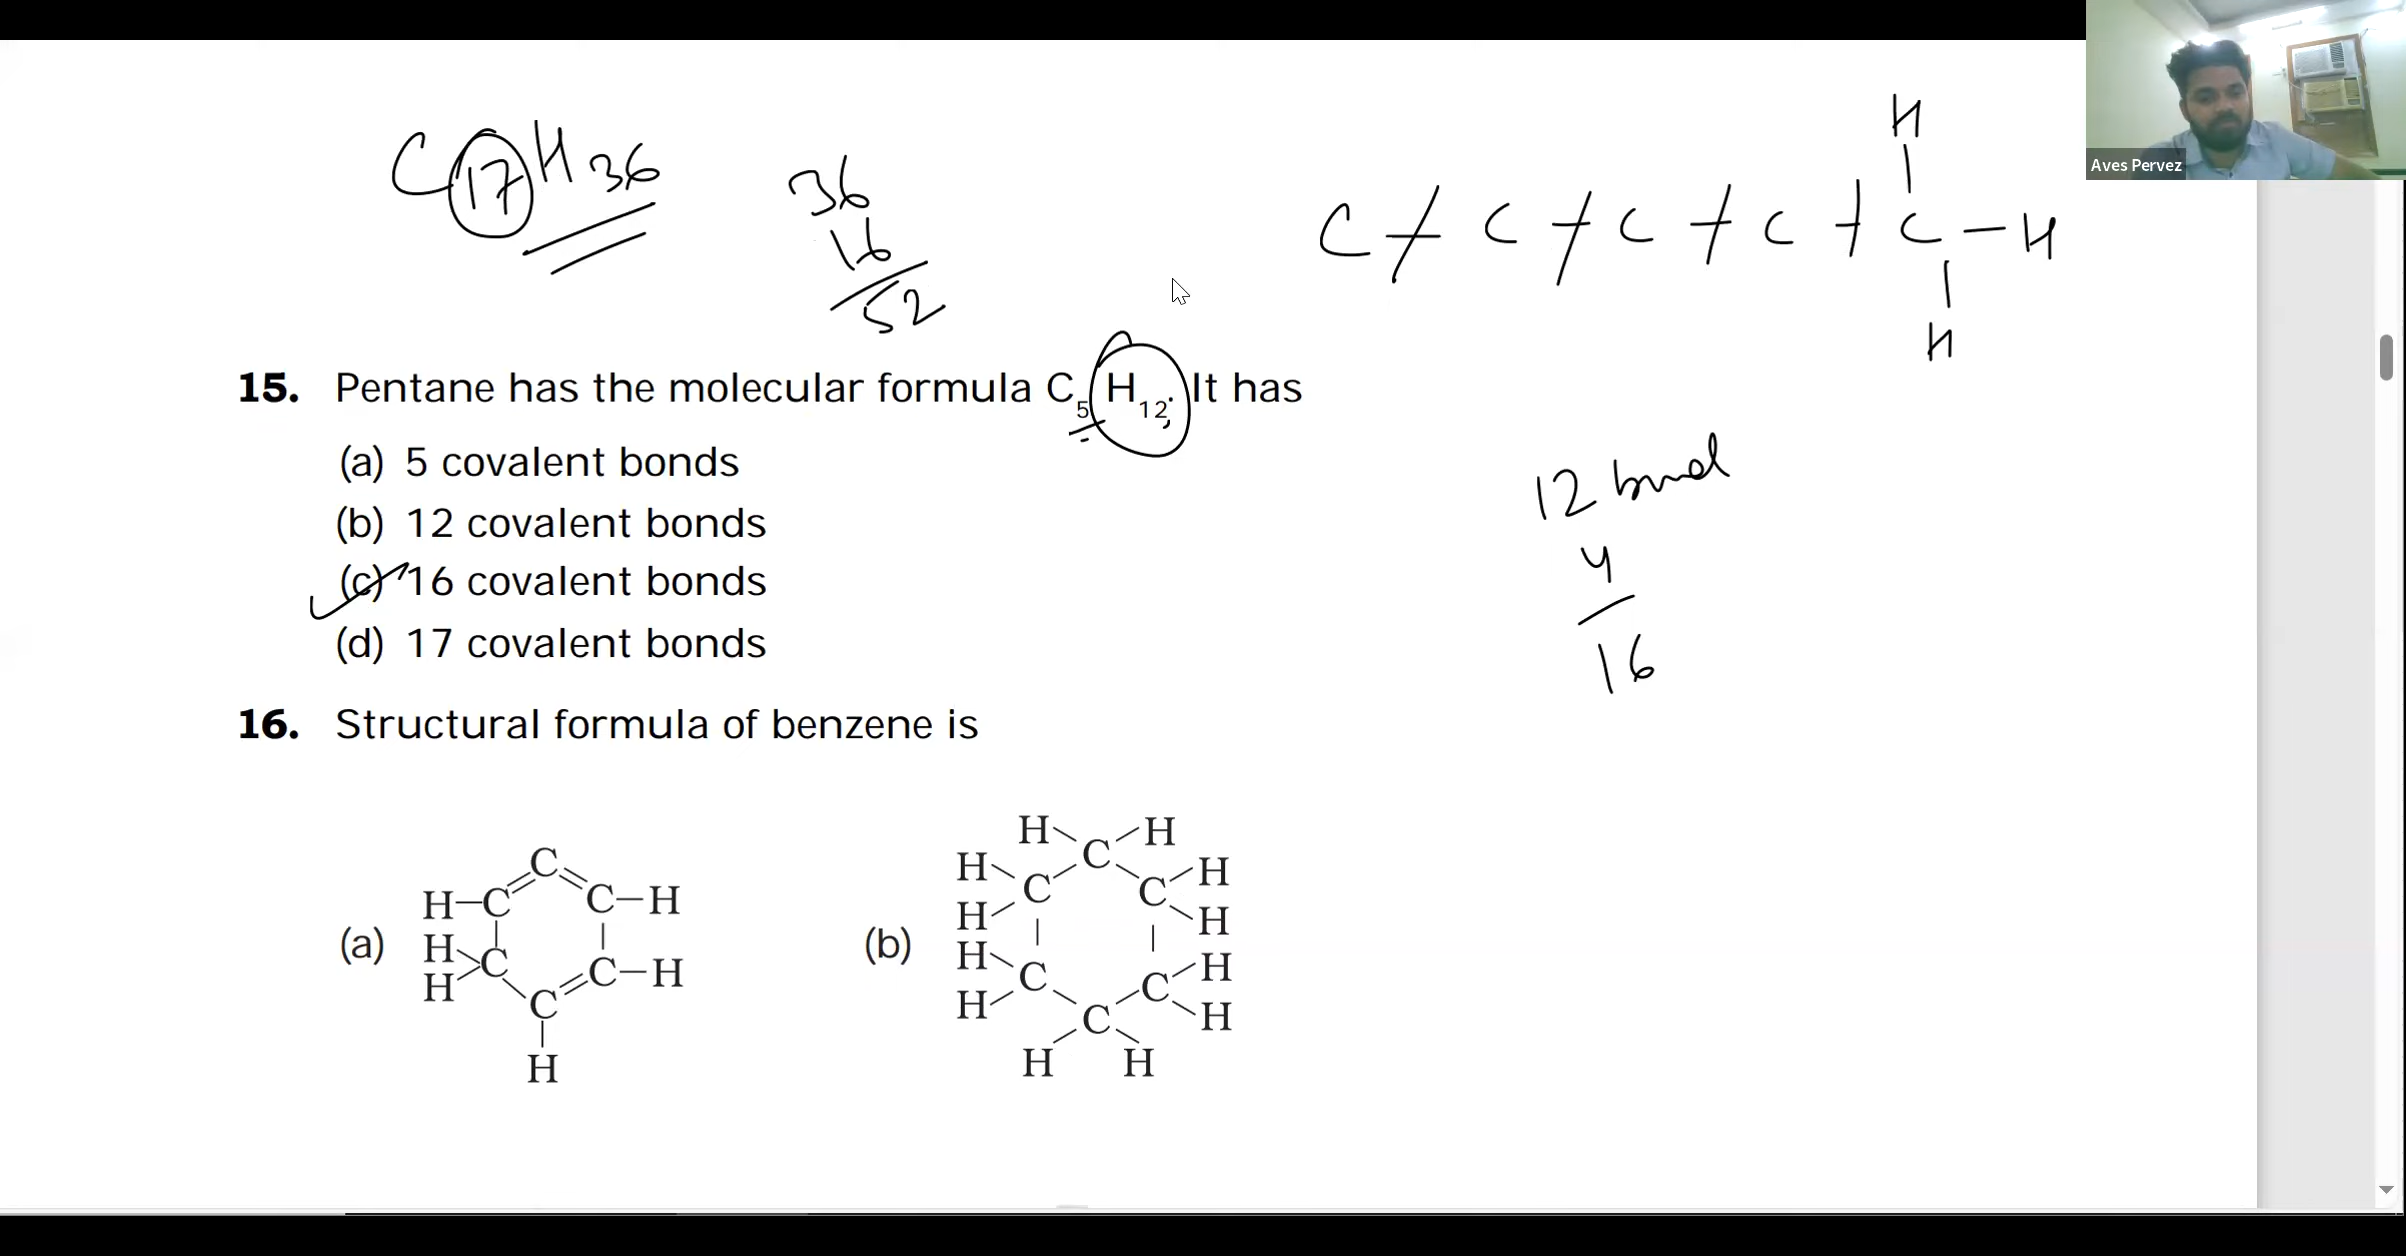 Aves Pervez
C17H36
36
16
52
H
C C C C C – H
H
15. Pentane has the molecular formula C5H12. It has
(a) 5 covalent bonds
(b) 12 covalent bonds
(c) 16 covalent bonds
(d) 17 covalent bonds
12 bond
4
16
16. Structural formula of benzene is
(a)
C
H–C C–H
H C C–H
H
C
H
(b)
H C H
H C C H
H H
H C C H
H H
C
H H